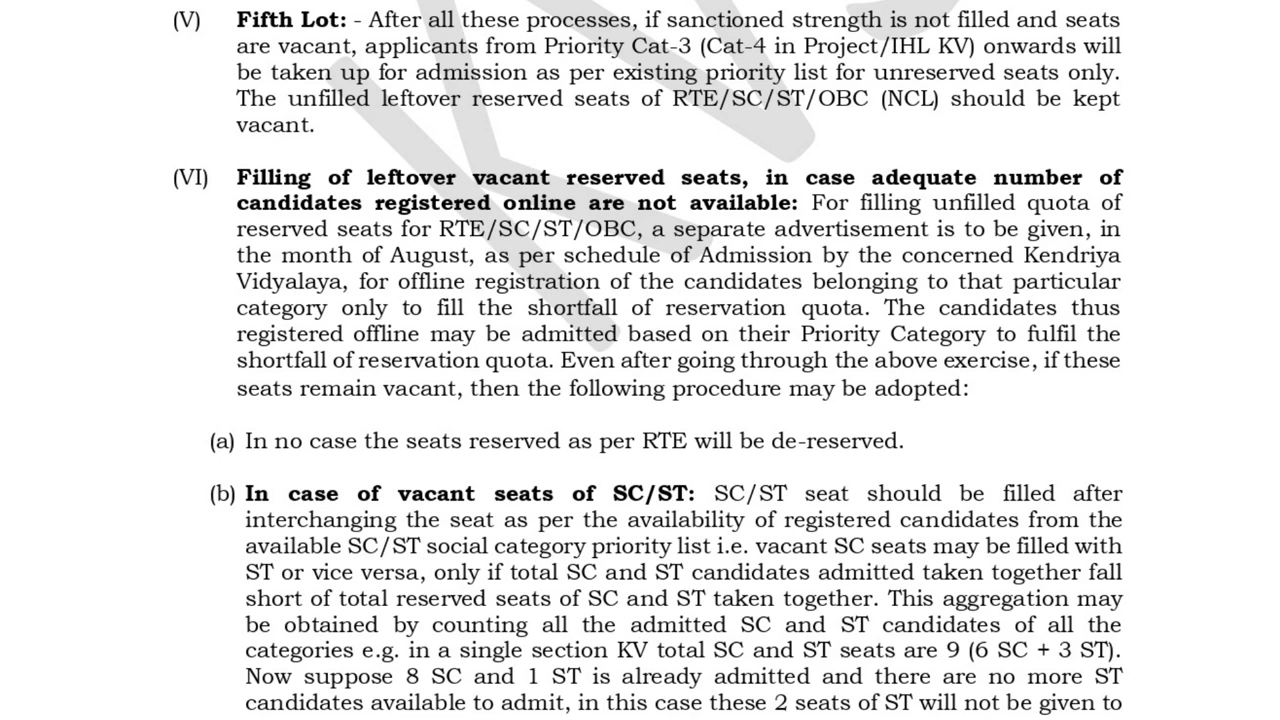 (V) Fifth Lot: - After all these processes, if sanctioned strength is not filled and seats
are vacant, applicants from Priority Cat-3 (Cat-4 in Project/IHL KV) onwards will
be taken up for admission as per existing priority list for unreserved seats only.
The unfilled leftover reserved seats of RTE/SC/ST/OBC (NCL) should be kept
vacant.
(VI) Filling of leftover vacant reserved seats, in case adequate number of
candidates registered online are not available: For filling unfilled quota of
reserved seats for RTE/SC/ST/OBC, a separate advertisement is to be given, in
the month of August, as per schedule of Admission by the concerned Kendriya
Vidyalaya, for offline registration of the candidates belonging to that particular
category only to fill the shortfall of reservation quota. The candidates thus
registered offline may be admitted based on their Priority Category to fulfil the
shortfall of reservation quota. Even after going through the above exercise, if these
seats remain vacant, then the following procedure may be adopted:
(a) In no case the seats reserved as per RTE will be de-reserved.
(b) In case of vacant seats of SC/ST: SC/ST seat should be filled after
interchanging the seat as per the availability of registered candidates from the
available SC/ST social category priority list i.e. vacant SC seats may be filled with
ST or vice versa, only if total SC and ST candidates admitted taken together fall
short of total reserved seats of SC and ST taken together. This aggregation may
be obtained by counting all the admitted SC and ST candidates of all the
categories e.g. in a single section KV total SC and ST seats are 9 (6 SC + 3 ST).
Now suppose 8 SC and 1 ST is already admitted and there are no more ST
candidates available to admit, in this case these 2 seats of ST will not be given to